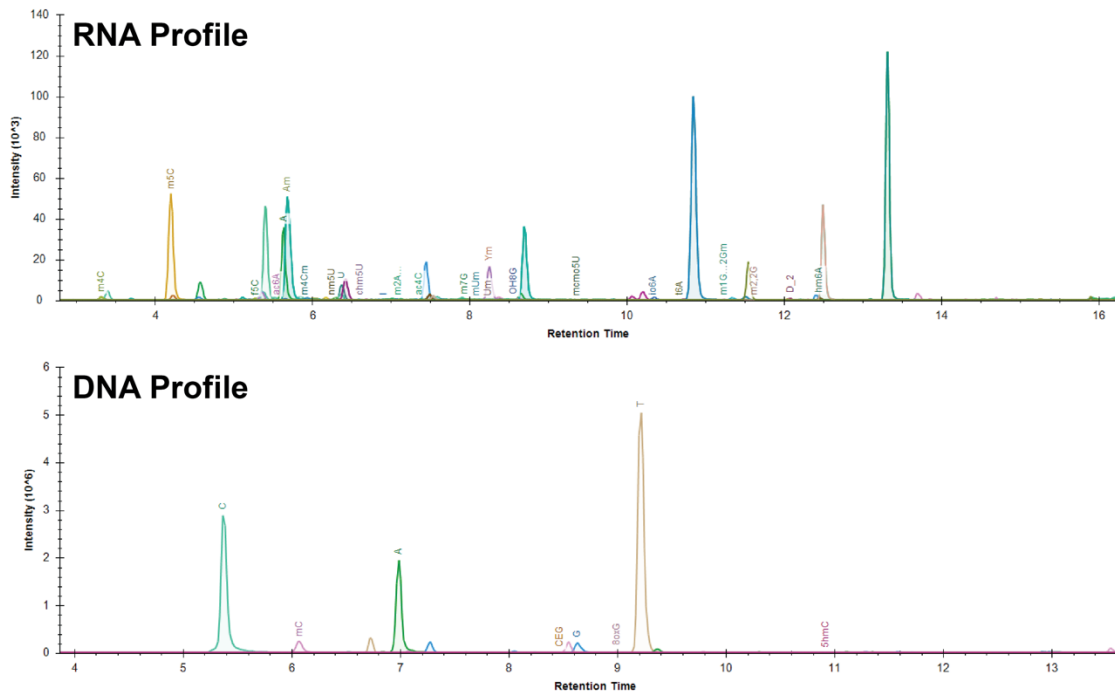 RNA Profile
Intensity (10^3)
140
120
100
80
60
40
20
0
m4C
m5C
f5C
ac6A
A
Am
m4Cm
nm5U
U
chm5U
I
m2A...
ac4C
m7G
mUm
Um
Ym
OH8G
mcmo5U
io6A
t6A
m1G...2Gm
m2,2G
D_2
hm6A
4 6 8 10 12 14 16
Retention Time
DNA Profile
Intensity (10^6)
6
5
4
3
2
1
0
C
mC
A
CEG
G
8oxG
T
5hmC
4 5 6 7 8 9 10 11 12 13
Retention Time